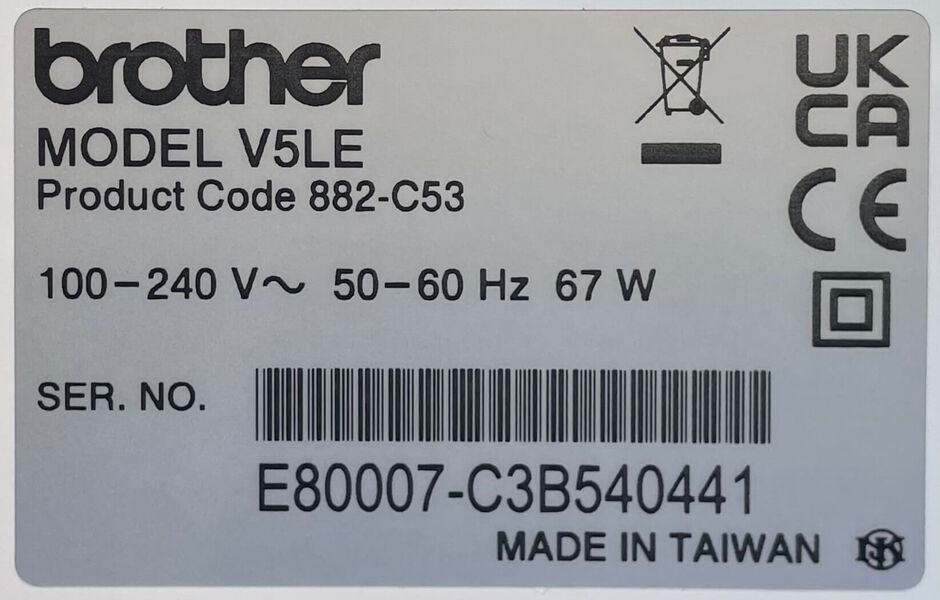 brother
MODEL V5LE
Product Code 882-C53
100-240 V~ 50-60 Hz 67 W
UK
CA
CE
SER. NO.
E80007-C3B540441
MADE IN TAIWAN